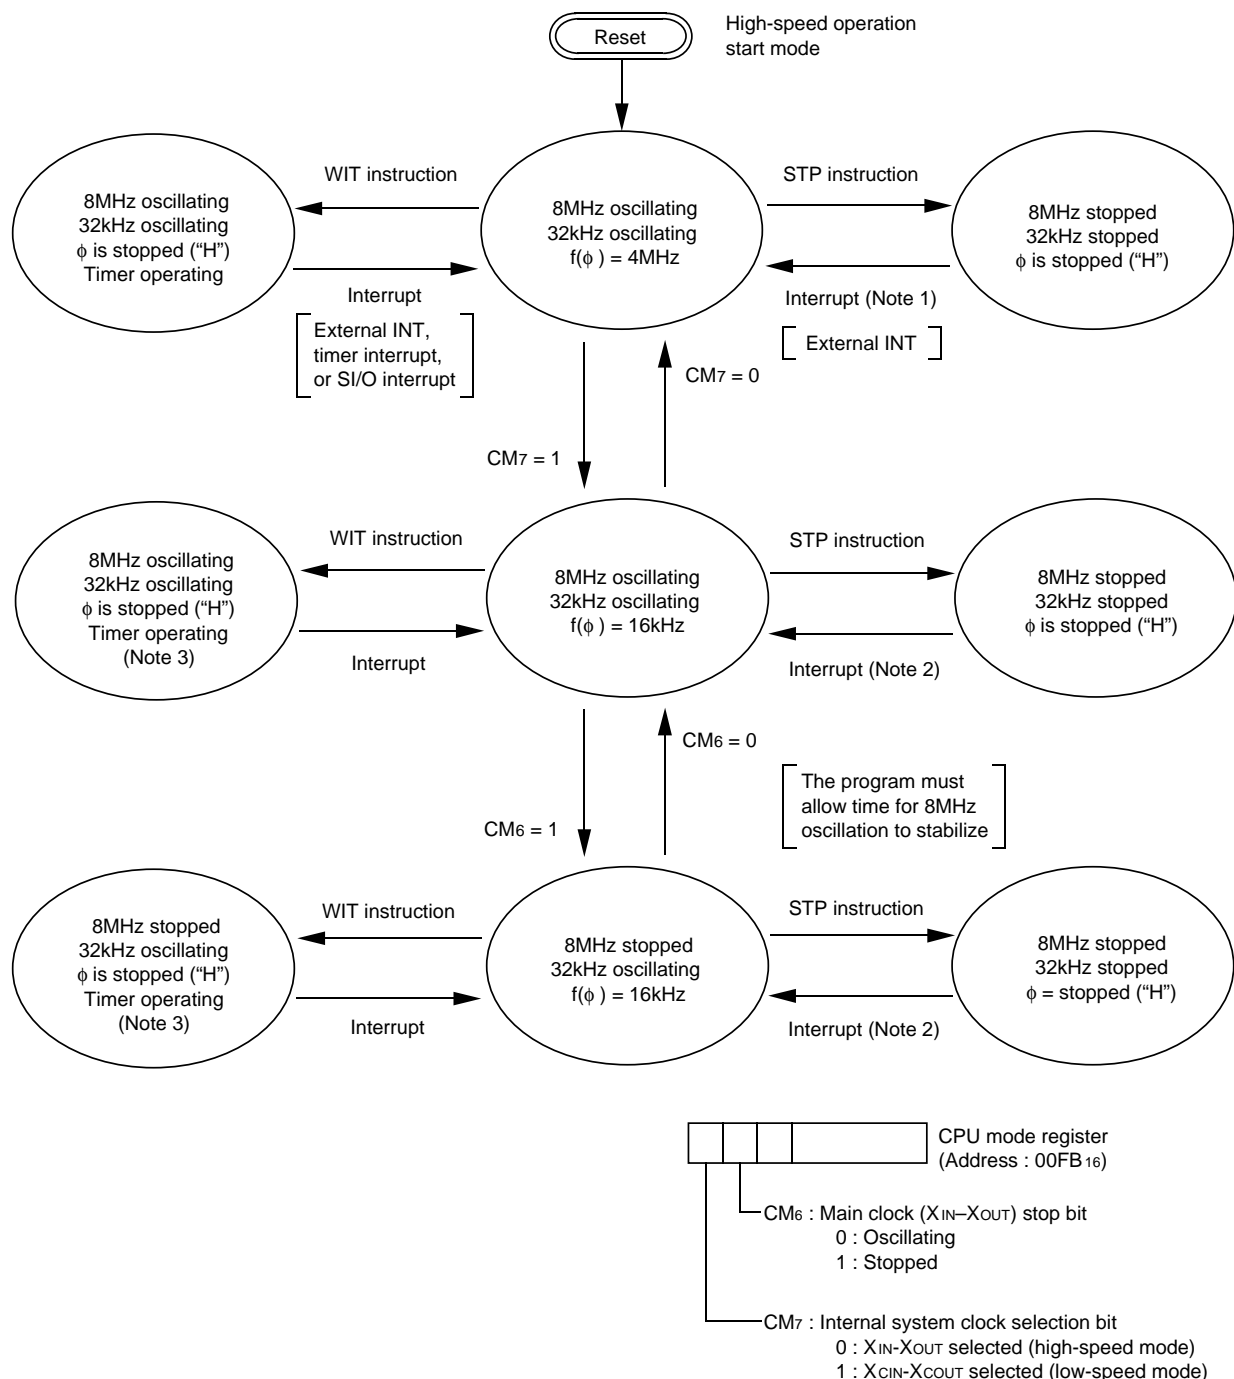 Reset
High-speed operation
start mode
WIT instruction
STP instruction
8MHz oscillating
32kHz oscillating
ϕ is stopped (“H”)
Timer operating
8MHz oscillating
32kHz oscillating
f(ϕ ) = 4MHz
8MHz stopped
32kHz stopped
ϕ is stopped (“H”)
Interrupt
External INT,
timer interrupt,
or SI/O interrupt
Interrupt (Note 1)
External INT
CM7 = 0
CM7 = 1
WIT instruction
STP instruction
8MHz oscillating
32kHz oscillating
ϕ is stopped (“H”)
Timer operating
(Note 3)
8MHz oscillating
32kHz oscillating
f(ϕ ) = 16kHz
8MHz stopped
32kHz stopped
ϕ is stopped (“H”)
Interrupt
Interrupt (Note 2)
CM6 = 0
The program must
allow time for 8MHz
oscillation to stabilize
CM6 = 1
WIT instruction
STP instruction
8MHz stopped
32kHz oscillating
ϕ is stopped (“H”)
Timer operating
(Note 3)
8MHz stopped
32kHz oscillating
f(ϕ ) = 16kHz
8MHz stopped
32kHz stopped
ϕ = stopped (“H”)
Interrupt
Interrupt (Note 2)
CPU mode register
(Address : 00FB16)
CM6 : Main clock (XIN–XOUT) stop bit
0 : Oscillating
1 : Stopped
CM7 : Internal system clock selection bit
0 : XIN-XOUT selected (high-speed mode)
1 : XCIN-XCOUT selected (low-speed mode)